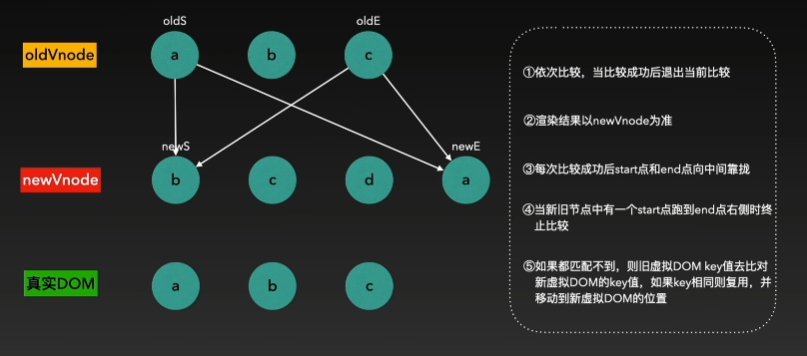 oldS
oldE
oldVnode
a
b
c
newS
newE
newVnode
b
c
d
a
真实DOM
a
b
c
①依次比较，当比较成功后退出当前比较
②渲染结果以newVnode为准
③每次比较成功后start点和end点向中间靠拢
④当新旧节点中有一个start点跑到end点右侧时终
止比较
⑤如果都匹配不到，则旧虚拟DOM key值去比对
新虚拟DOM的key值，如果key相同则复用，并
移动到新虚拟DOM的位置